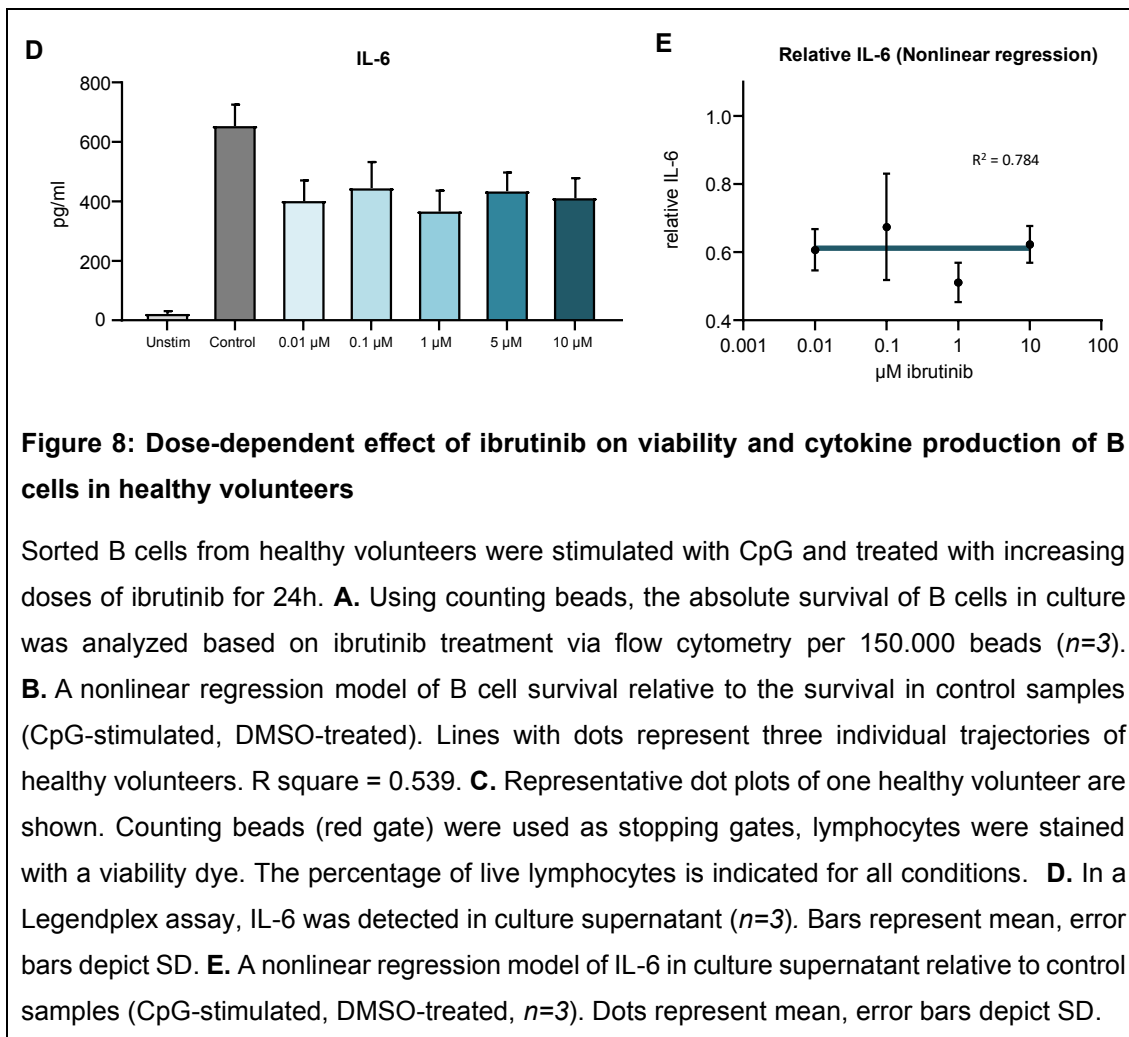 D
IL-6
pg/ml
800
600
400
200
0
Unstim Control 0.01 µM 0.1 µM 1 µM 5 µM 10 µM
E
Relative IL-6 (Nonlinear regression)
relative IL-6
1.0
0.8
0.6
0.4
R² = 0.784
0.001 0.01 0.1 1 10 100
µM ibrutinib
Figure 8: Dose-dependent effect of ibrutinib on viability and cytokine production of B
cells in healthy volunteers
Sorted B cells from healthy volunteers were stimulated with CpG and treated with increasing
doses of ibrutinib for 24h. A. Using counting beads, the absolute survival of B cells in culture
was analyzed based on ibrutinib treatment via flow cytometry per 150.000 beads (n=3).
B. A nonlinear regression model of B cell survival relative to the survival in control samples
(CpG-stimulated, DMSO-treated). Lines with dots represent three individual trajectories of
healthy volunteers. R square = 0.539. C. Representative dot plots of one healthy volunteer are
shown. Counting beads (red gate) were used as stopping gates, lymphocytes were stained
with a viability dye. The percentage of live lymphocytes is indicated for all conditions. D. In a
Legendplex assay, IL-6 was detected in culture supernatant (n=3). Bars represent mean, error
bars depict SD. E. A nonlinear regression model of IL-6 in culture supernatant relative to control
samples (CpG-stimulated, DMSO-treated, n=3). Dots represent mean, error bars depict SD.